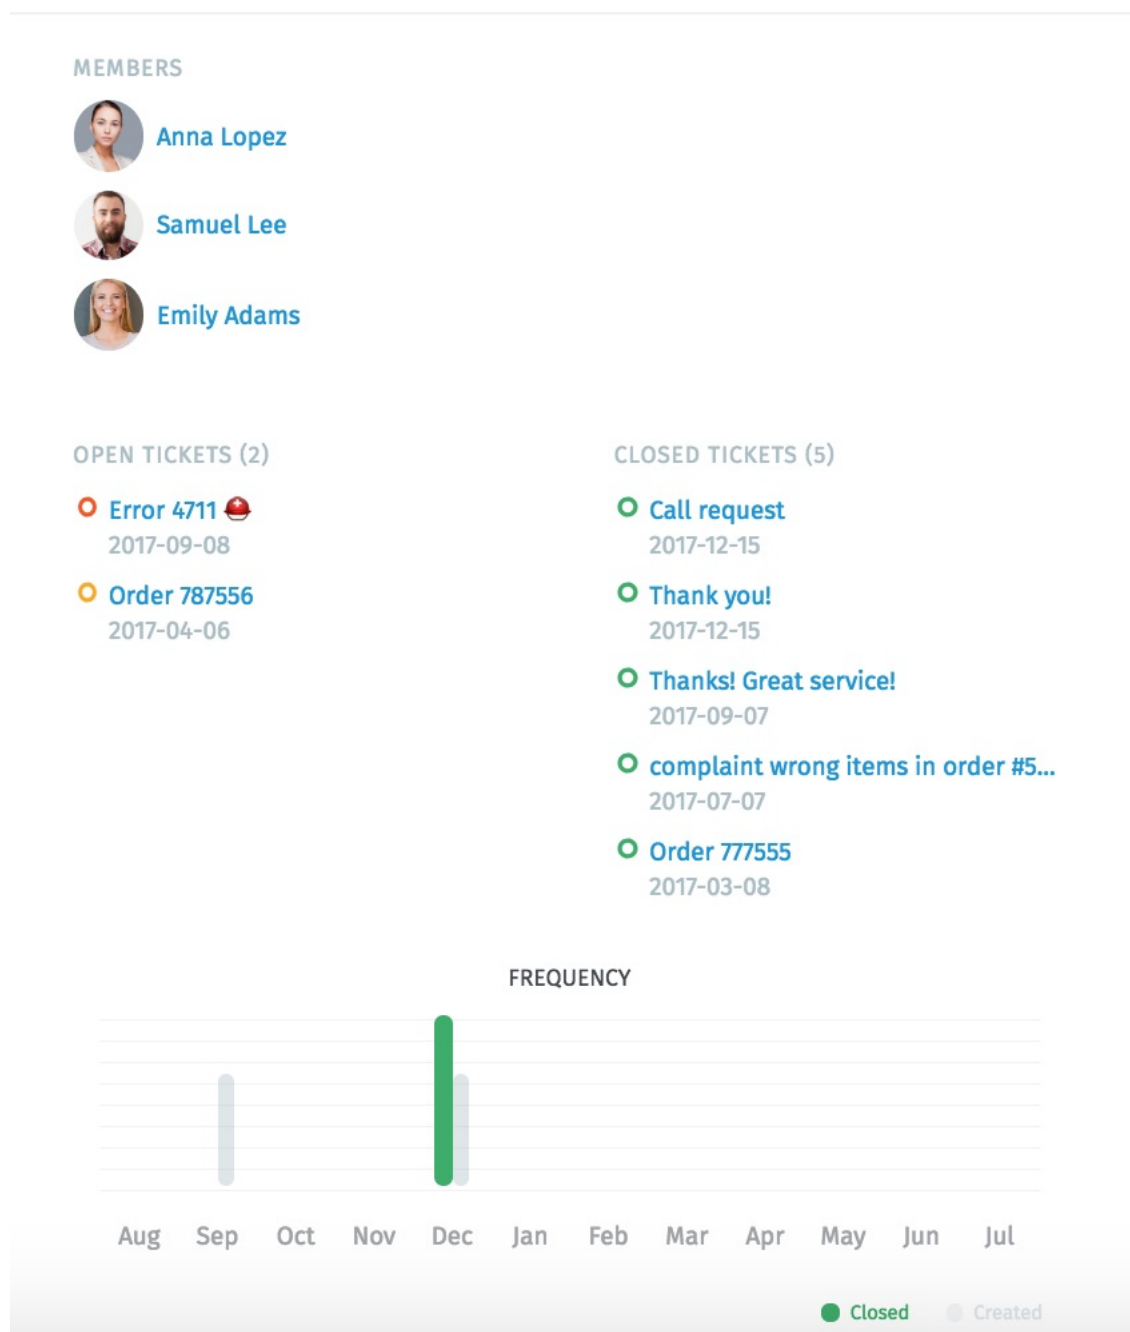 MEMBERS
Anna Lopez
Samuel Lee
Emily Adams
OPEN TICKETS (2)
Error 4711 ⛑
2017-09-08
Order 787556
2017-04-06
CLOSED TICKETS (5)
Call request
2017-12-15
Thank you!
2017-12-15
Thanks! Great service!
2017-09-07
complaint wrong items in order #5...
2017-07-07
Order 777555
2017-03-08
FREQUENCY
Aug Sep Oct Nov Dec Jan Feb Mar Apr May Jun Jul
Closed Created